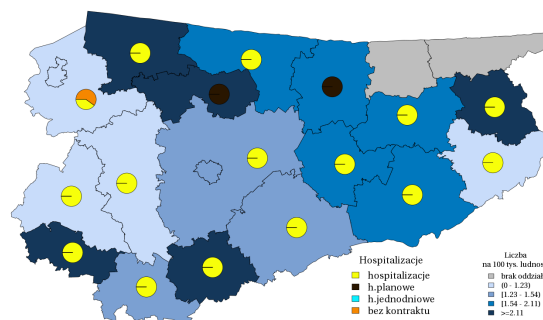 Hospitalizacje
hospitalizacje
h.planowe
h.jednodniowe
bez kontraktu
Liczba
na 100 tys. ludnoś
brak oddział
(0 - 1.23)
[1.23 - 1.54)
[1.54 - 2.11)
>=2.11